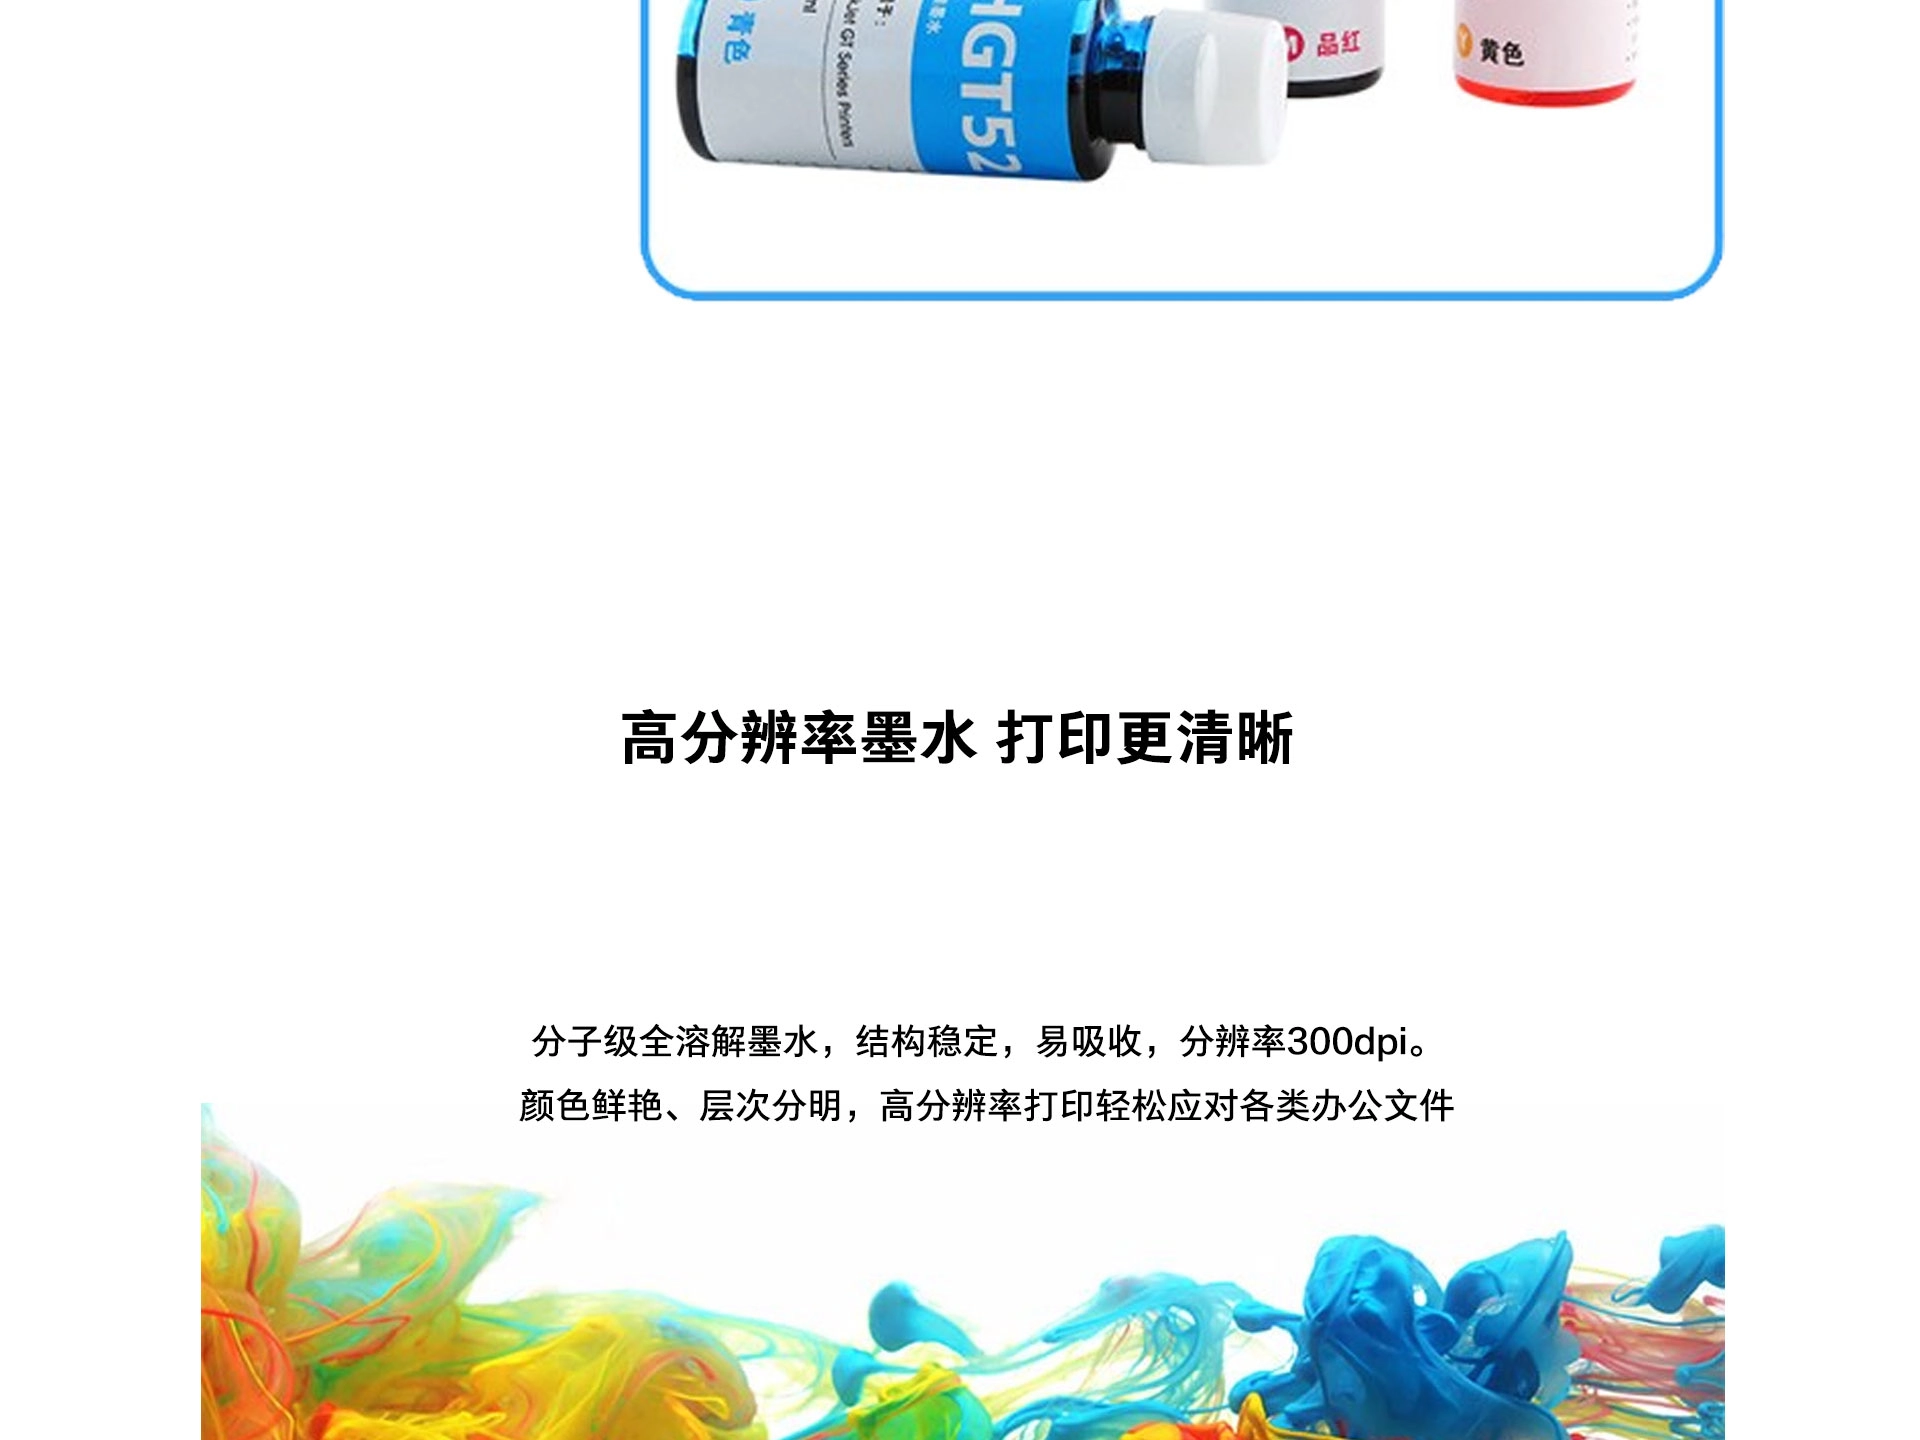 HGT52
墨水
Jet GT Series Printers
ml
青色
M 品红
Y 黄色
高分辨率墨水 打印更清晰
分子级全溶解墨水，结构稳定，易吸收，分辨率300dpi。
颜色鲜艳、层次分明，高分辨率打印轻松应对各类办公文件